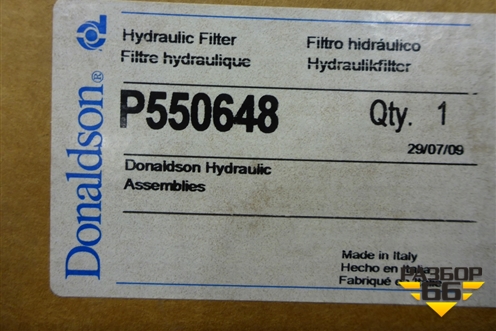 Donaldson®
Hydraulic Filter
Filtro hidráulico
Filtre hydraulique
Hydraulikfilter
P550648
Qty. 1
29/07/09
Donaldson Hydraulic
Assemblies
Made in Italy
Hecho en Italia
Fabriqué
РАЗБОР
66